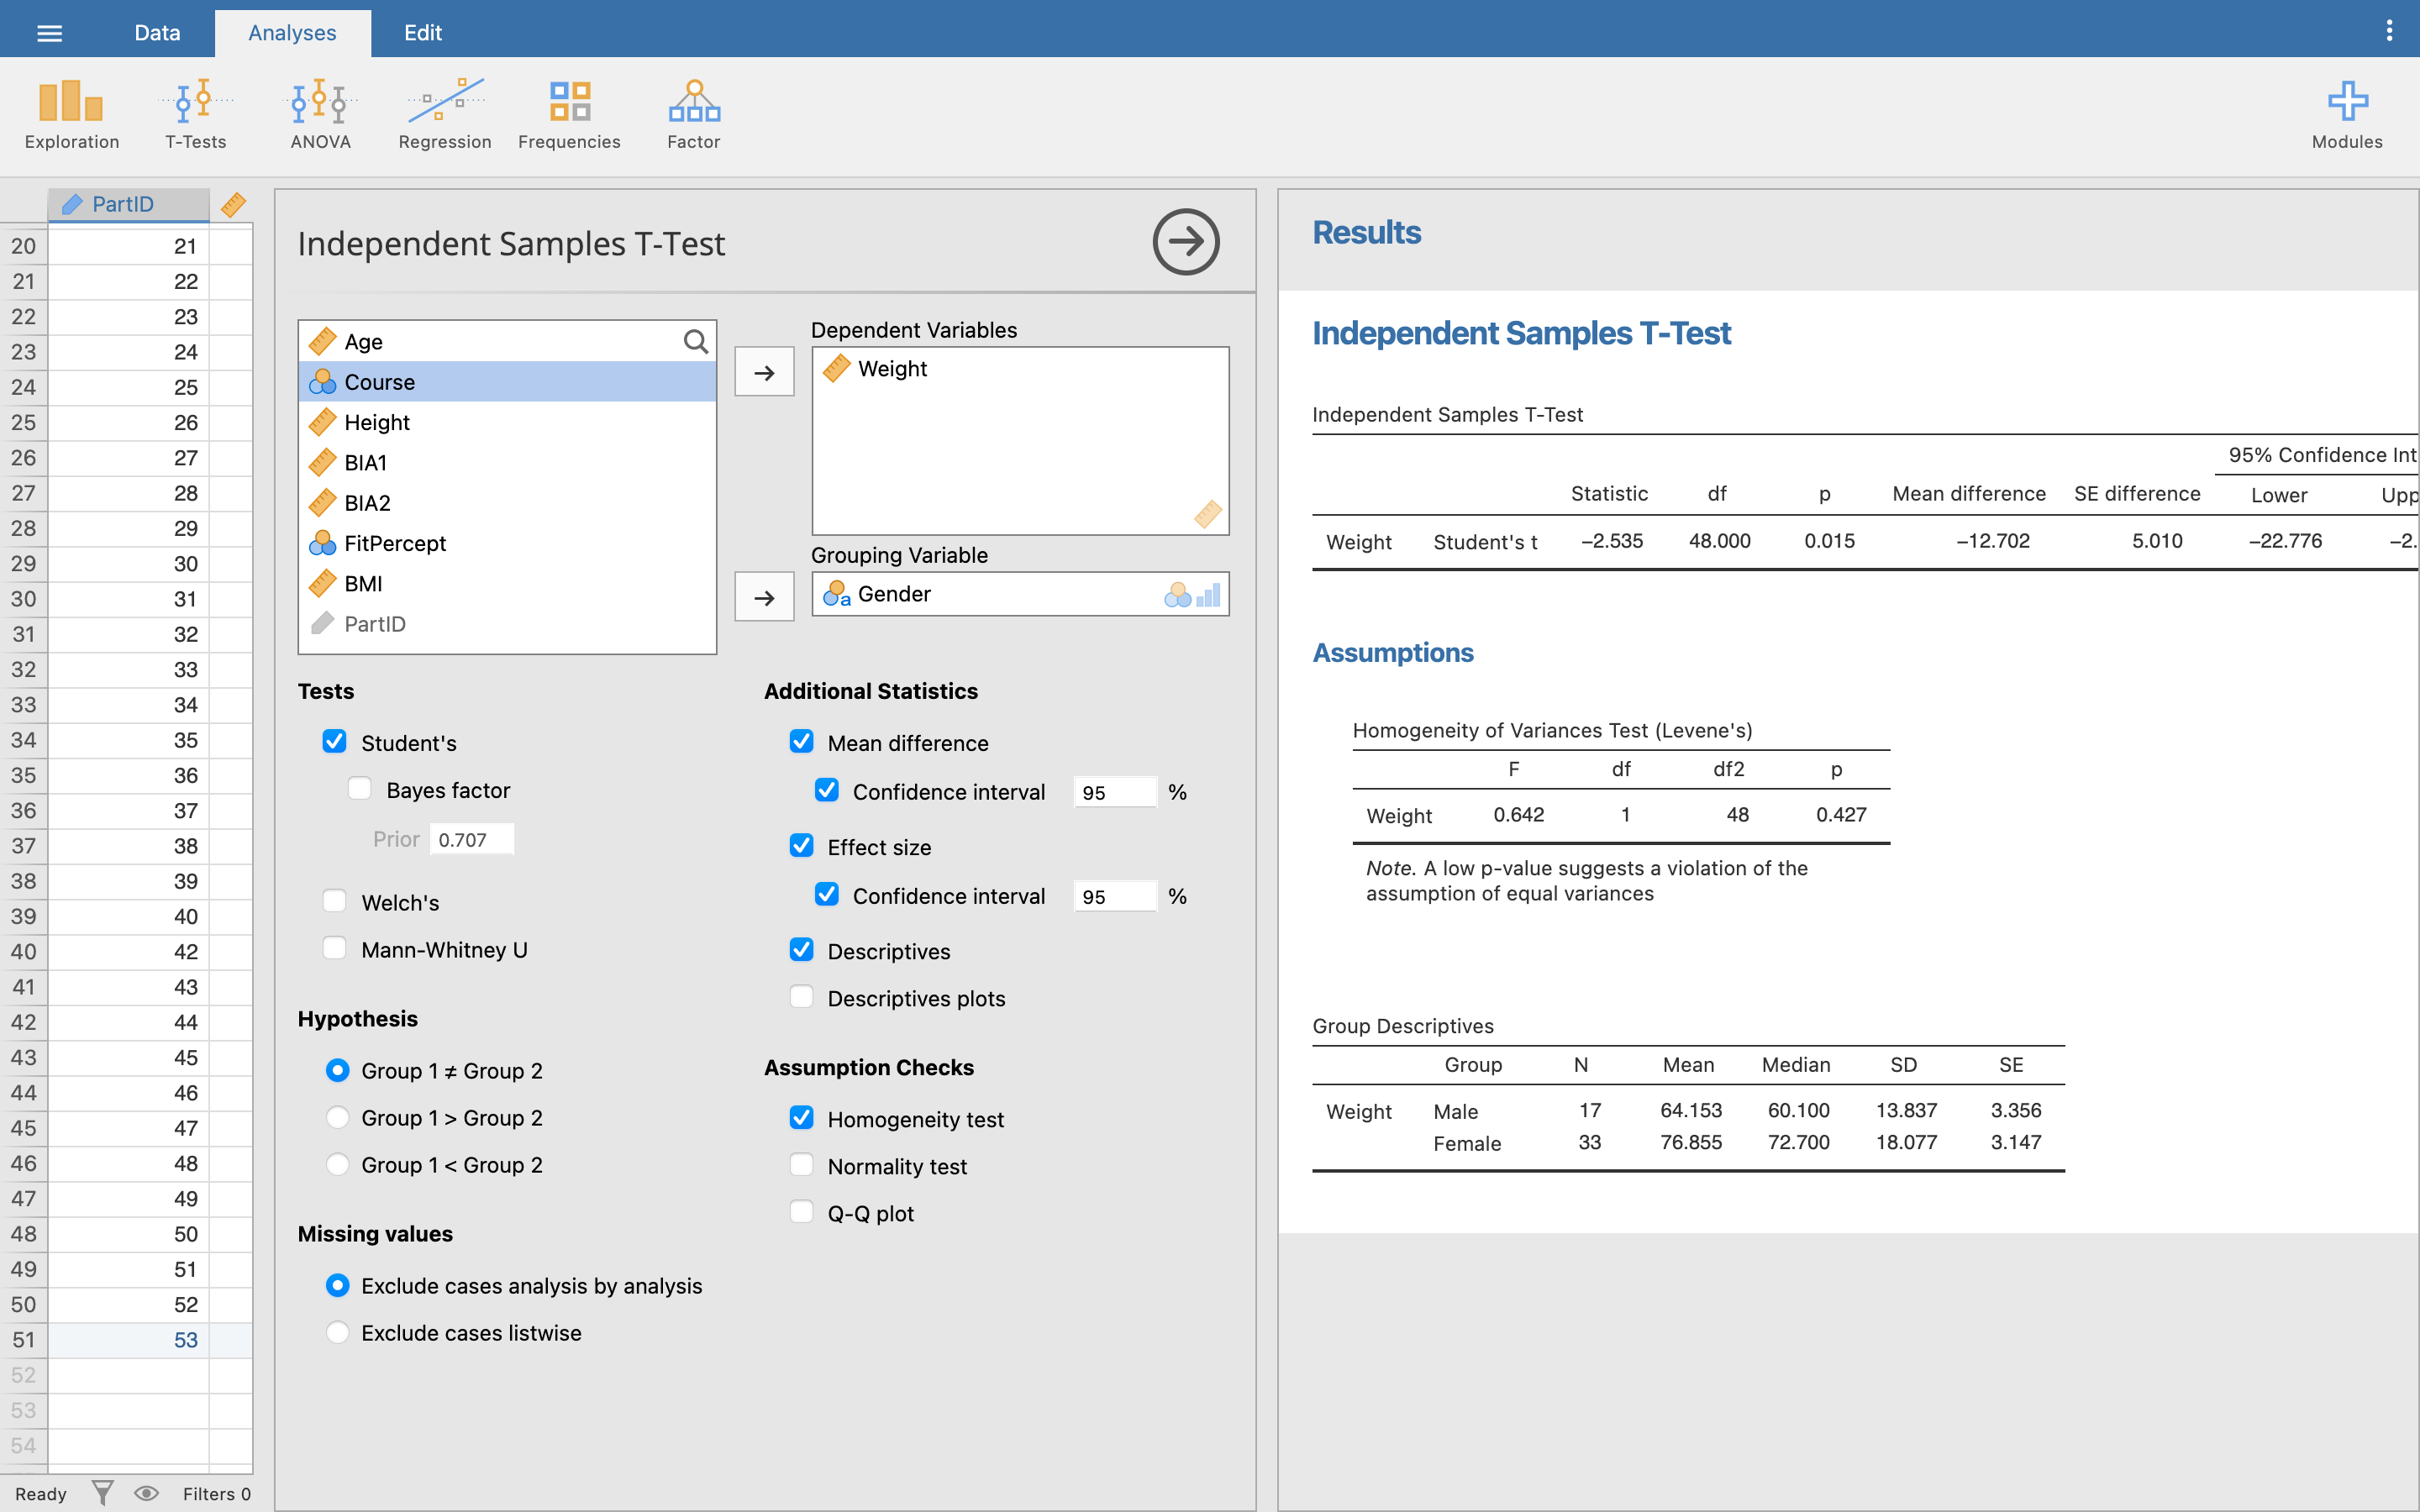 Data Analyses Edit
Exploration T-Tests ANOVA Regression Frequencies Factor Modules
PartID
20 21
21 22
22 23
23 24
24 25
25 26
26 27
27 28
28 29
29 30
30 31
31 32
32 33
33 34
34 35
35 36
36 37
37 38
38 39
39 40
40 42
41 43
42 44
43 45
44 46
45 47
46 48
47 49
48 50
49 51
50 52
51 53
52
53
54
Ready Filters 0
Independent Samples T-Test
Age
Course
Height
BIA1
BIA2
FitPercept
BMI
PartID
Dependent Variables
Weight
Grouping Variable
a Gender
Tests
Student's
Bayes factor
Prior 0.707
Welch's
Mann-Whitney U
Hypothesis
Group 1 ≠ Group 2
Group 1 > Group 2
Group 1 < Group 2
Missing values
Exclude cases analysis by analysis
Exclude cases listwise
Additional Statistics
Mean difference
Confidence interval 95 %
Effect size
Confidence interval 95 %
Descriptives
Descriptives plots
Assumption Checks
Homogeneity test
Normality test
Q-Q plot
Results
Independent Samples T-Test
Independent Samples T-Test
95% Confidence Int
Statistic df p Mean difference SE difference Lower Upp
Weight Student's t −2.535 48.000 0.015 −12.702 5.010 −22.776 −2.
Assumptions
Homogeneity of Variances Test (Levene's)
F df df2 p
Weight 0.642 1 48 0.427
Note. A low p-value suggests a violation of the
assumption of equal variances
Group Descriptives
Group N Mean Median SD SE
Weight Male 17 64.153 60.100 13.837 3.356
Female 33 76.855 72.700 18.077 3.147